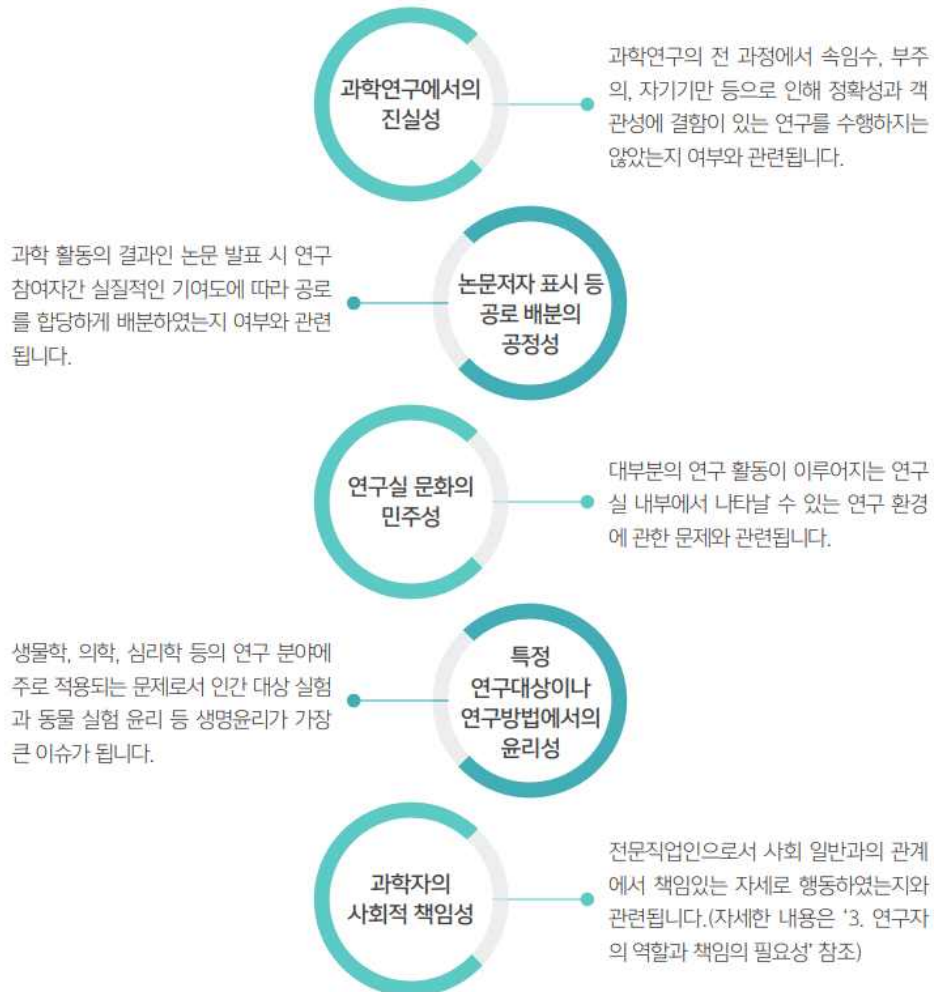 과학연구에서의
진실성
과학연구의 전 과정에서 속임수, 부주
의, 자기기만 등으로 인해 정확성과 객
관성에 결함이 있는 연구를 수행하지는
않았는지 여부와 관련됩니다.
과학 활동의 결과인 논문 발표 시 연구
참여자간 실질적인 기여도에 따라 공로
를 합당하게 배분하였는지 여부와 관련
됩니다.
논문저자 표시 등
공로 배분의
공정성
연구실 문화의
민주성
대부분의 연구 활동이 이루어지는 연구
실 내부에서 나타날 수 있는 연구 환경
에 관한 문제와 관련됩니다.
생물학, 의학, 심리학 등의 연구 분야에
주로 적용되는 문제로서 인간 대상 실험
과 동물 실험 윤리 등 생명윤리가 가장
큰 이슈가 됩니다.
특정
연구대상이나
연구방법에서의
윤리성
과학자의
사회적 책임성
전문직업인으로서 사회 일반과의 관계
에서 책임있는 자세로 행동하였는지와
관련됩니다.(자세한 내용은 ‘3. 연구자
의 역할과 책임의 필요성’ 참조)